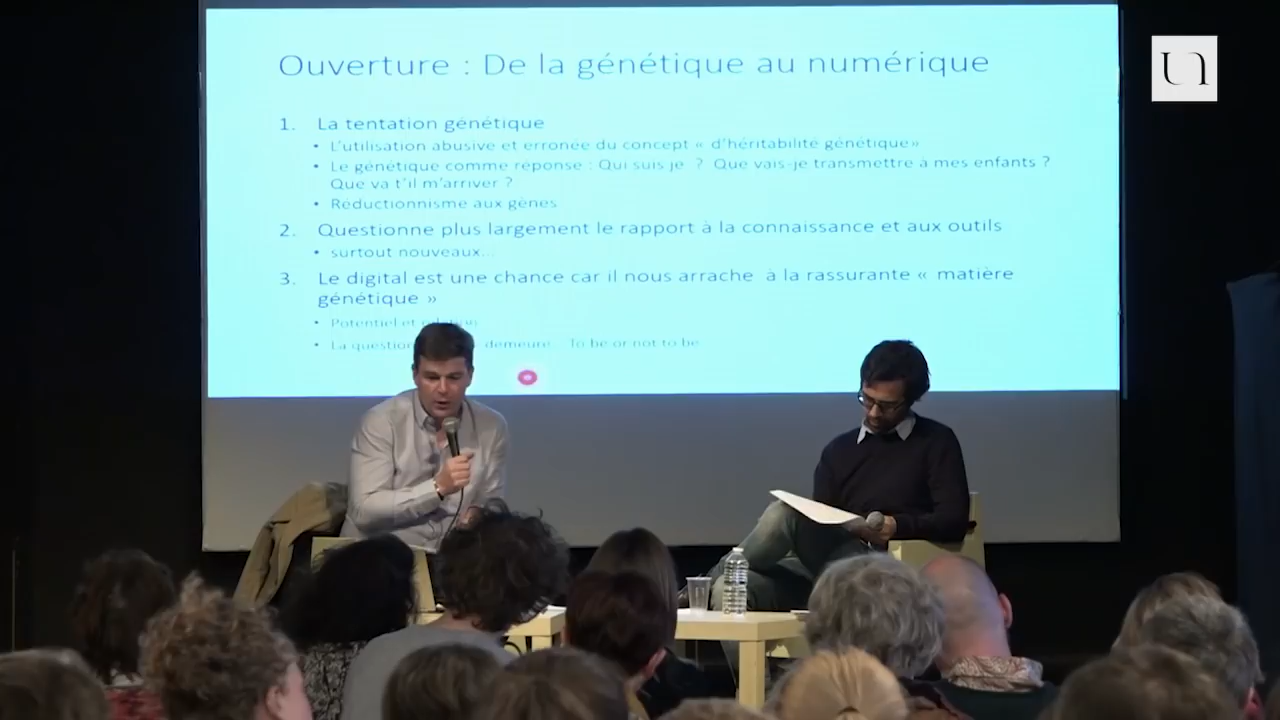 Ouverture : De la génétique au numérique
1. La tentation génétique
• L'utilisation abusive et erronée du concept « d'héritabilité génétique»
• Le génétique comme réponse : Qui suis je ? Que vais-je transmettre à mes enfants ?
Que va t'il m'arriver ?
• Réductionnisme aux gènes
2. Questionne plus largement le rapport à la connaissance et aux outils
• surtout nouveaux...
3. Le digital est une chance car il nous arrache à la rassurante « matière
génétique »
• Potentiel et
• La question demeure To be or not to be